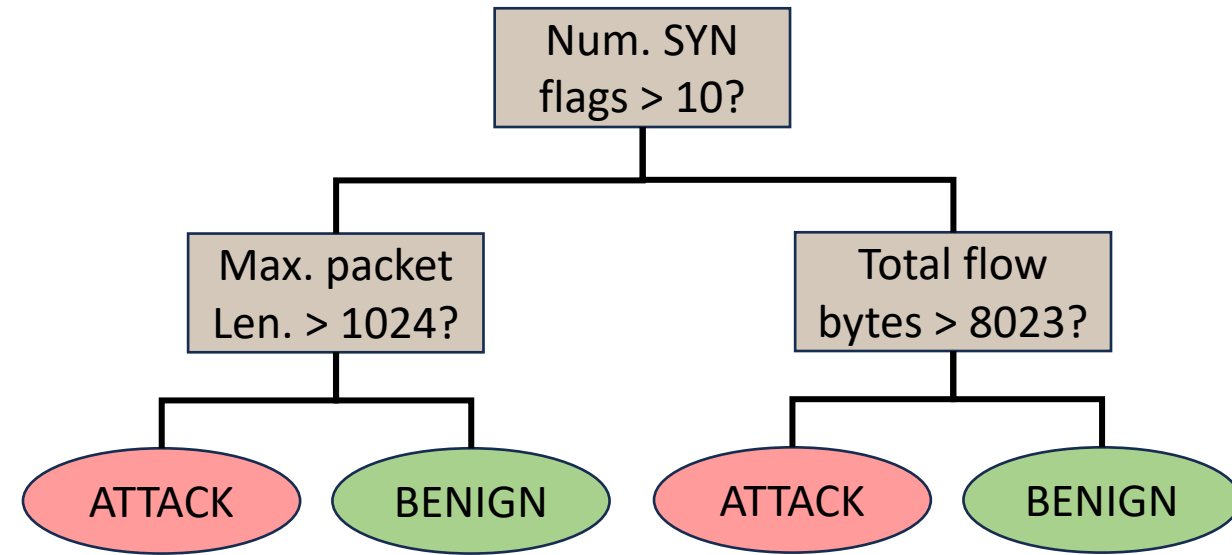 Num. SYN
flags > 10?
Max. packet
Len. > 1024?
Total flow
bytes > 8023?
ATTACK
BENIGN
ATTACK
BENIGN